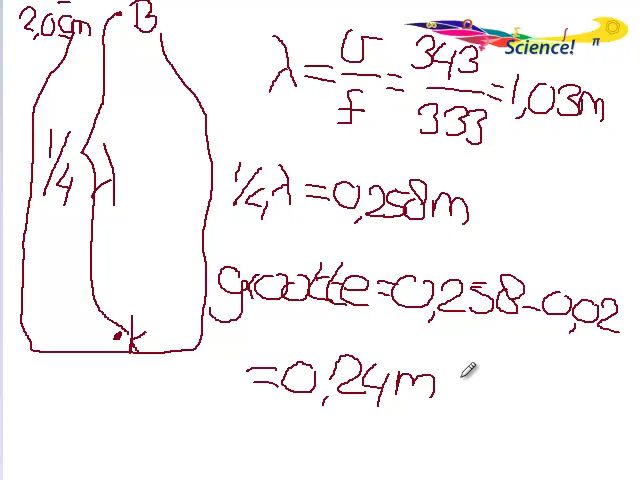 2,0cm B
Science! π
λ = v/f = 343/333 = 1,03m
1/4 λ
1/4 λ = 0,258m
grootte = 0,258 - 0,02
k
= 0,24m